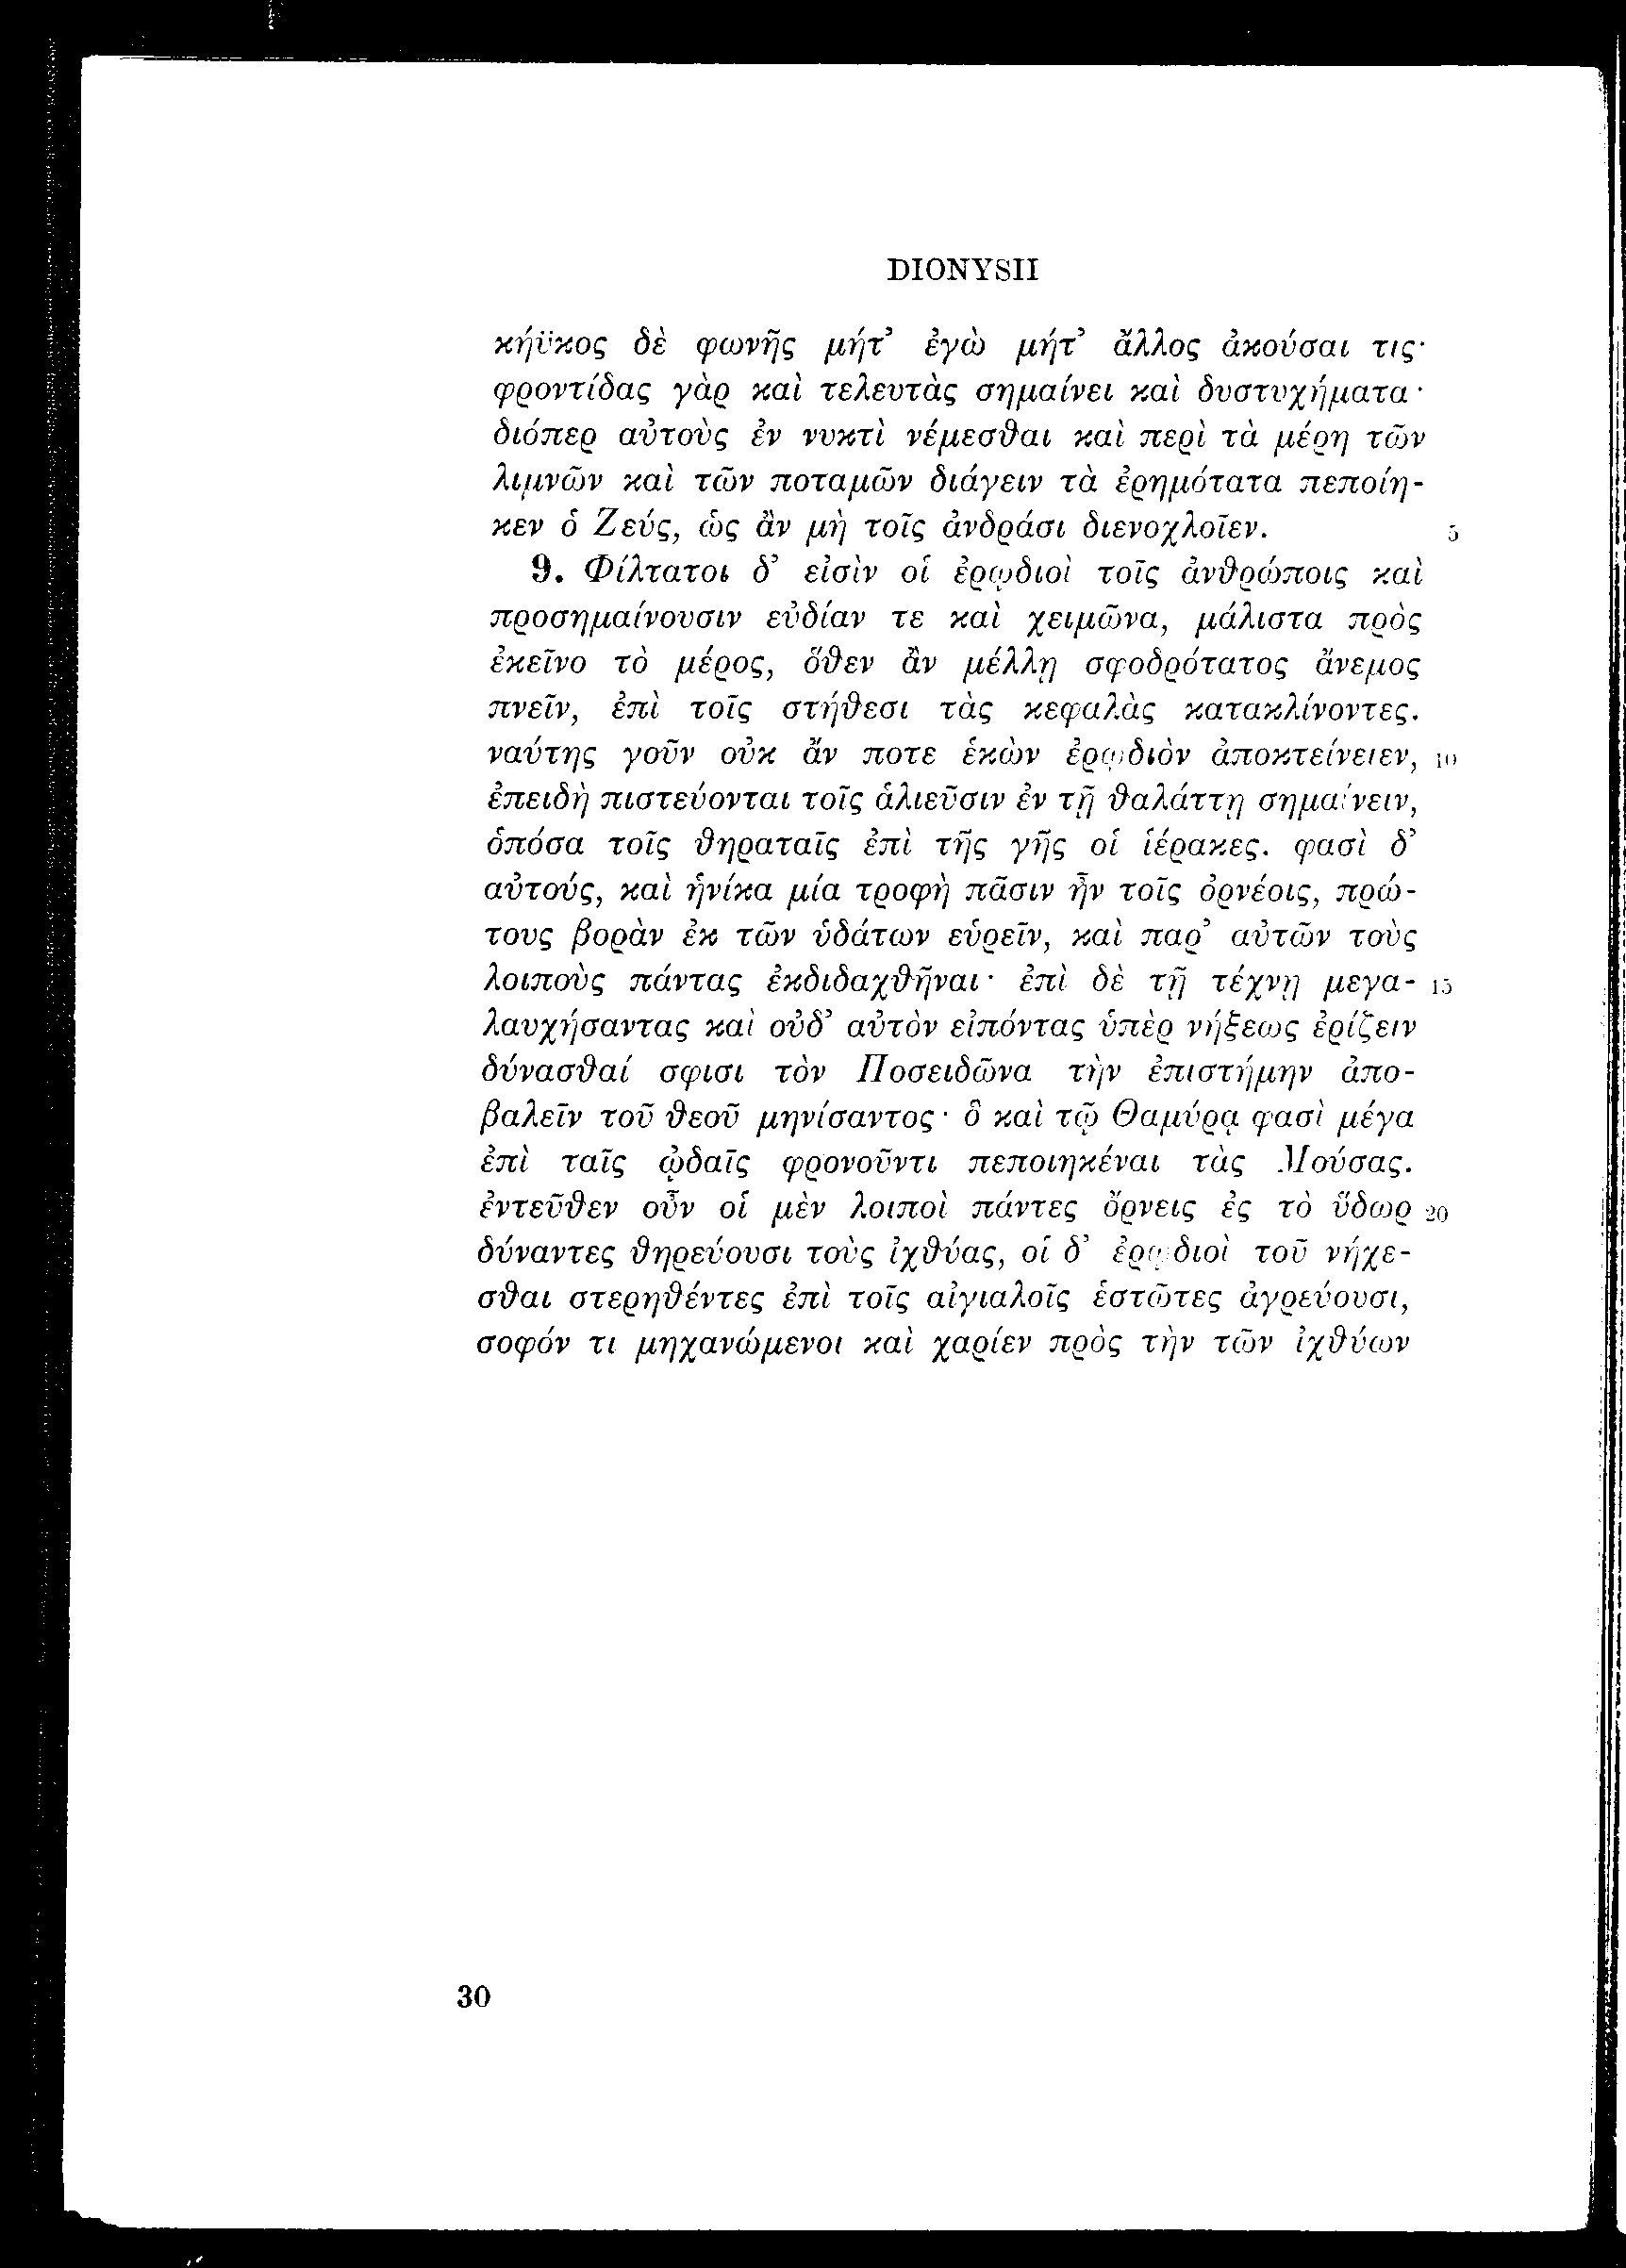 DIONYSII
κήϋκος δὲ φωνῆς μήτ’ ἐγὼ μήτ’ ἄλλος ἀκούσαι τις·
φροντίδας γὰρ καὶ τελευτὰς σημαίνει καὶ δυστυχήματα·
διόπερ αὐτοὺς ἐν νυκτὶ νέμεσθαι καὶ περὶ τὰ μέρη τῶν
λιμνῶν καὶ τῶν ποταμῶν διάγειν τὰ ἐρημότατα πεποίη-
κεν ὁ Ζεύς, ὡς ἂν μὴ τοῖς ἀνδράσι διενοχλοῖεν. 5
9. Φίλτατοι δ’ εἰσὶν οἱ ἐρῳδιοὶ τοῖς ἀνθρώποις καὶ
προσημαίνουσιν εὐδίαν τε καὶ χειμῶνα, μάλιστα πρὸς
ἐκεῖνο τὸ μέρος, ὅθεν ἂν μέλλῃ σφοδρότατος ἄνεμος
πνεῖν, ἐπὶ τοῖς στήθεσι τὰς κεφαλὰς κατακλίνοντες.
ναύτης γοῦν οὐκ ἄν ποτε ἑκὼν ἐρῳδιὸν ἀποκτείνειεν, 10
ἐπειδὴ πιστεύονται τοῖς ἁλιεῦσιν ἐν τῇ θαλάττῃ σημαίνειν,
ὁπόσα τοῖς θηραταῖς ἐπὶ τῆς γῆς οἱ ἱέρακες. φασὶ δ’
αὐτούς, καὶ ἡνίκα μία τροφὴ πᾶσιν ἦν τοῖς ὀρνέοις, πρώ-
τους βορὰν ἐκ τῶν ὑδάτων εὑρεῖν, καὶ παρ’ αὐτῶν τοὺς
λοιποὺς πάντας ἐκδιδαχθῆναι· ἐπὶ δὲ τῇ τέχνῃ μεγα- 15
λαυχήσαντας καὶ οὐδ’ αὐτὸν εἰπόντας ὑπὲρ νήξεως ἐρίζειν
δύνασθαί σφισι τὸν Ποσειδῶνα τὴν ἐπιστήμην ἀπο-
βαλεῖν τοῦ θεοῦ μηνίσαντος· ὃ καὶ τῷ Θαμύρᾳ φασὶ μέγα
ἐπὶ ταῖς ᾠδαῖς φρονοῦντι πεποιηκέναι τὰς Μούσας.
ἐντεῦθεν οὖν οἱ μὲν λοιποὶ πάντες ὄρνεις ἐς τὸ ὕδωρ 20
δύναντες θηρεύουσι τοὺς ἰχθύας, οἱ δ’ ἐρῳδιοὶ τοῦ νήχε-
σθαι στερηθέντες ἐπὶ τοῖς αἰγιαλοῖς ἑστῶτες ἀγρεύουσι,
σοφόν τι μηχανώμενοι καὶ χαρίεν πρὸς τὴν τῶν ἰχθύων
30